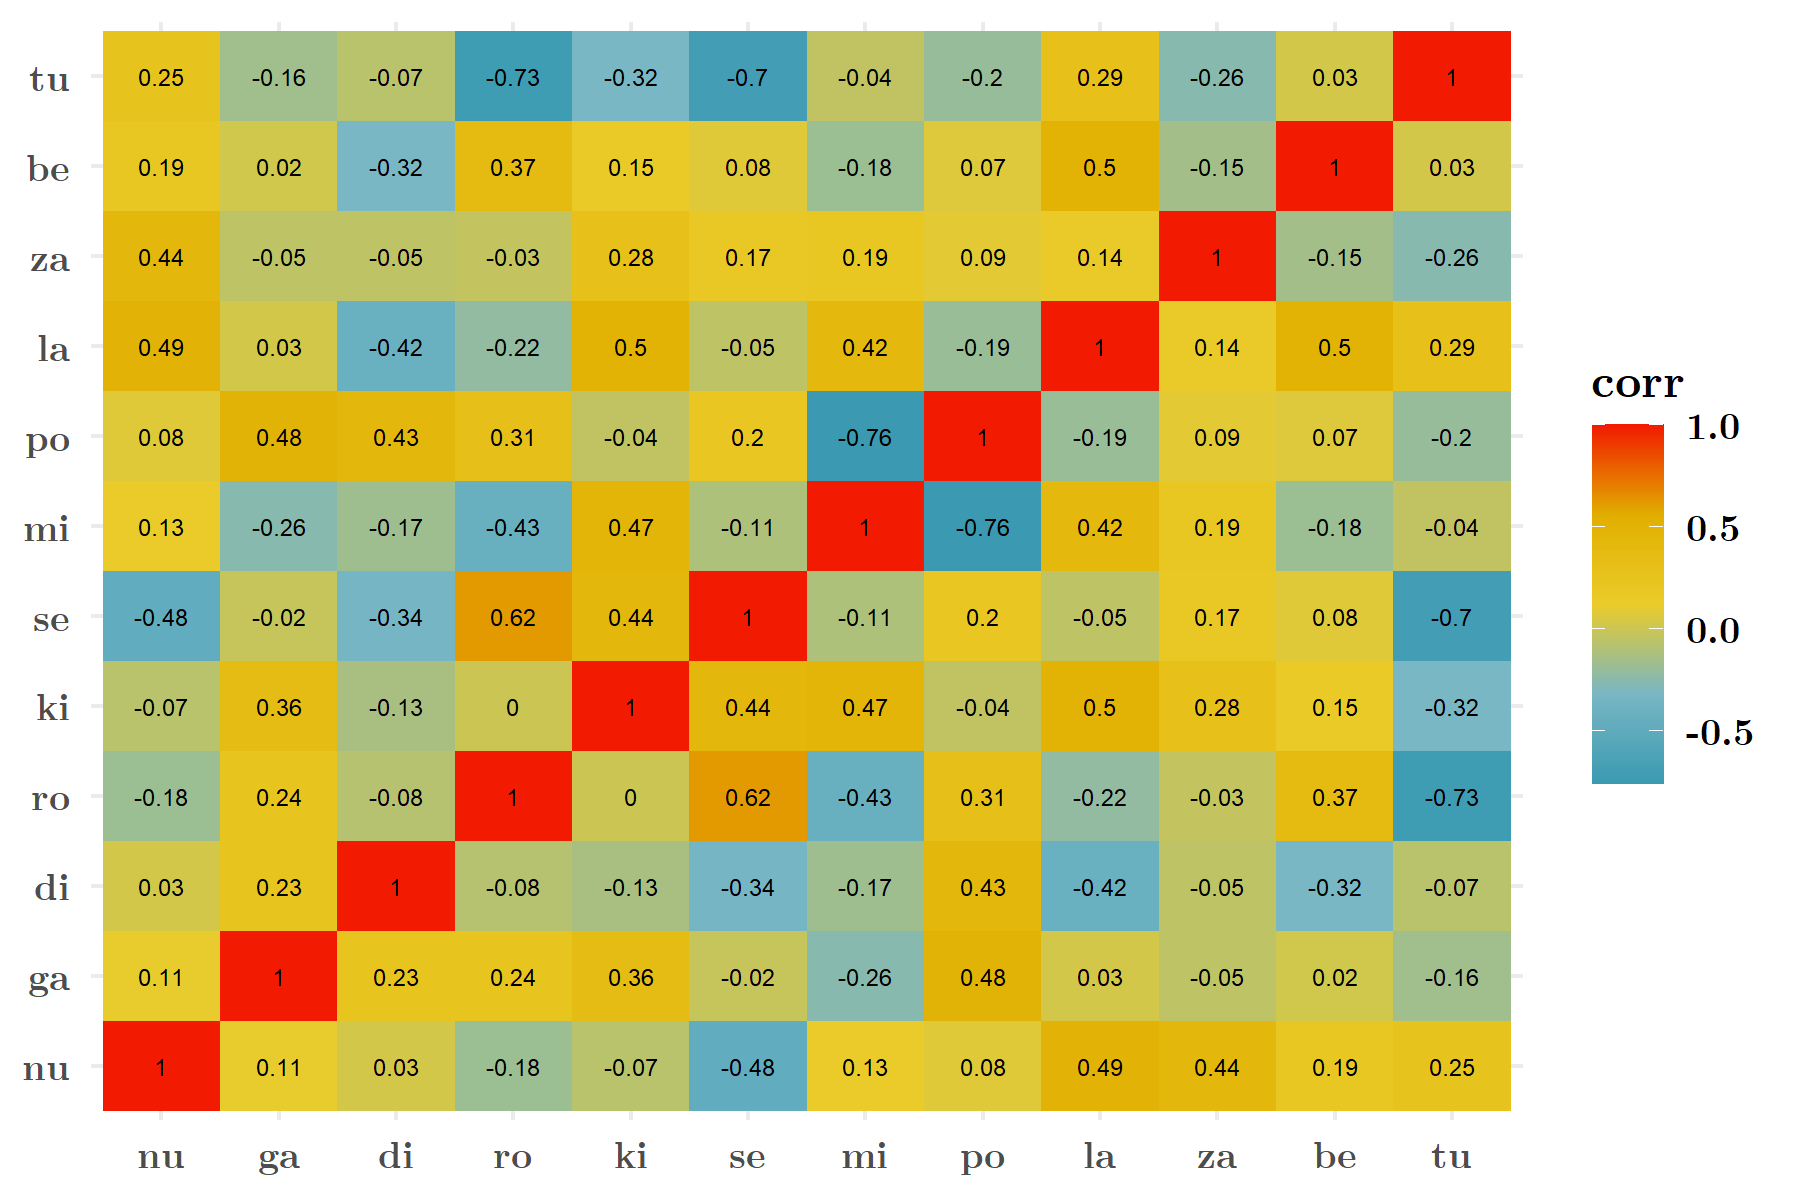 tu 0.25 -0.16 -0.07 -0.73 -0.32 -0.7 -0.04 -0.2 0.29 -0.26 0.03 1
be 0.19 0.02 -0.32 0.37 0.15 0.08 -0.18 0.07 0.5 -0.15 1 0.03
za 0.44 -0.05 -0.05 -0.03 0.28 0.17 0.19 0.09 0.14 1 -0.15 -0.26
la 0.49 0.03 -0.42 -0.22 0.5 -0.05 0.42 -0.19 1 0.14 0.5 0.29
po 0.08 0.48 0.43 0.31 -0.04 0.2 -0.76 1 -0.19 0.09 0.07 -0.2
mi 0.13 -0.26 -0.17 -0.43 0.47 -0.11 1 -0.76 0.42 0.19 -0.18 -0.04
se -0.48 -0.02 -0.34 0.62 0.44 1 -0.11 0.2 -0.05 0.17 0.08 -0.7
ki -0.07 0.36 -0.13 0 1 0.44 0.47 -0.04 0.5 0.28 0.15 -0.32
ro -0.18 0.24 -0.08 1 0 0.62 -0.43 0.31 -0.22 -0.03 0.37 -0.73
di 0.03 0.23 1 -0.08 -0.13 -0.34 -0.17 0.43 -0.42 -0.05 -0.32 -0.07
ga 0.11 1 0.23 0.24 0.36 -0.02 -0.26 0.48 0.03 -0.05 0.02 -0.16
nu 1 0.11 0.03 -0.18 -0.07 -0.48 0.13 0.08 0.49 0.44 0.19 0.25
nu ga di ro ki se mi po la za be tu
corr
1.0
0.5
0.0
-0.5